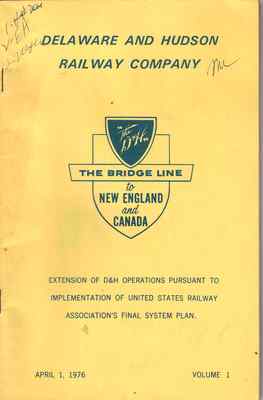 DELAWARE AND HUDSON
RAILWAY COMPANY
The
D&H
THE BRIDGE LINE
to
NEW ENGLAND
and
CANADA
EXTENSION OF D&H OPERATIONS PURSUANT TO
IMPLEMENTATION OF UNITED STATES RAILWAY
ASSOCIATION'S FINAL SYSTEM PLAN.
APRIL 1, 1976 VOLUME 1